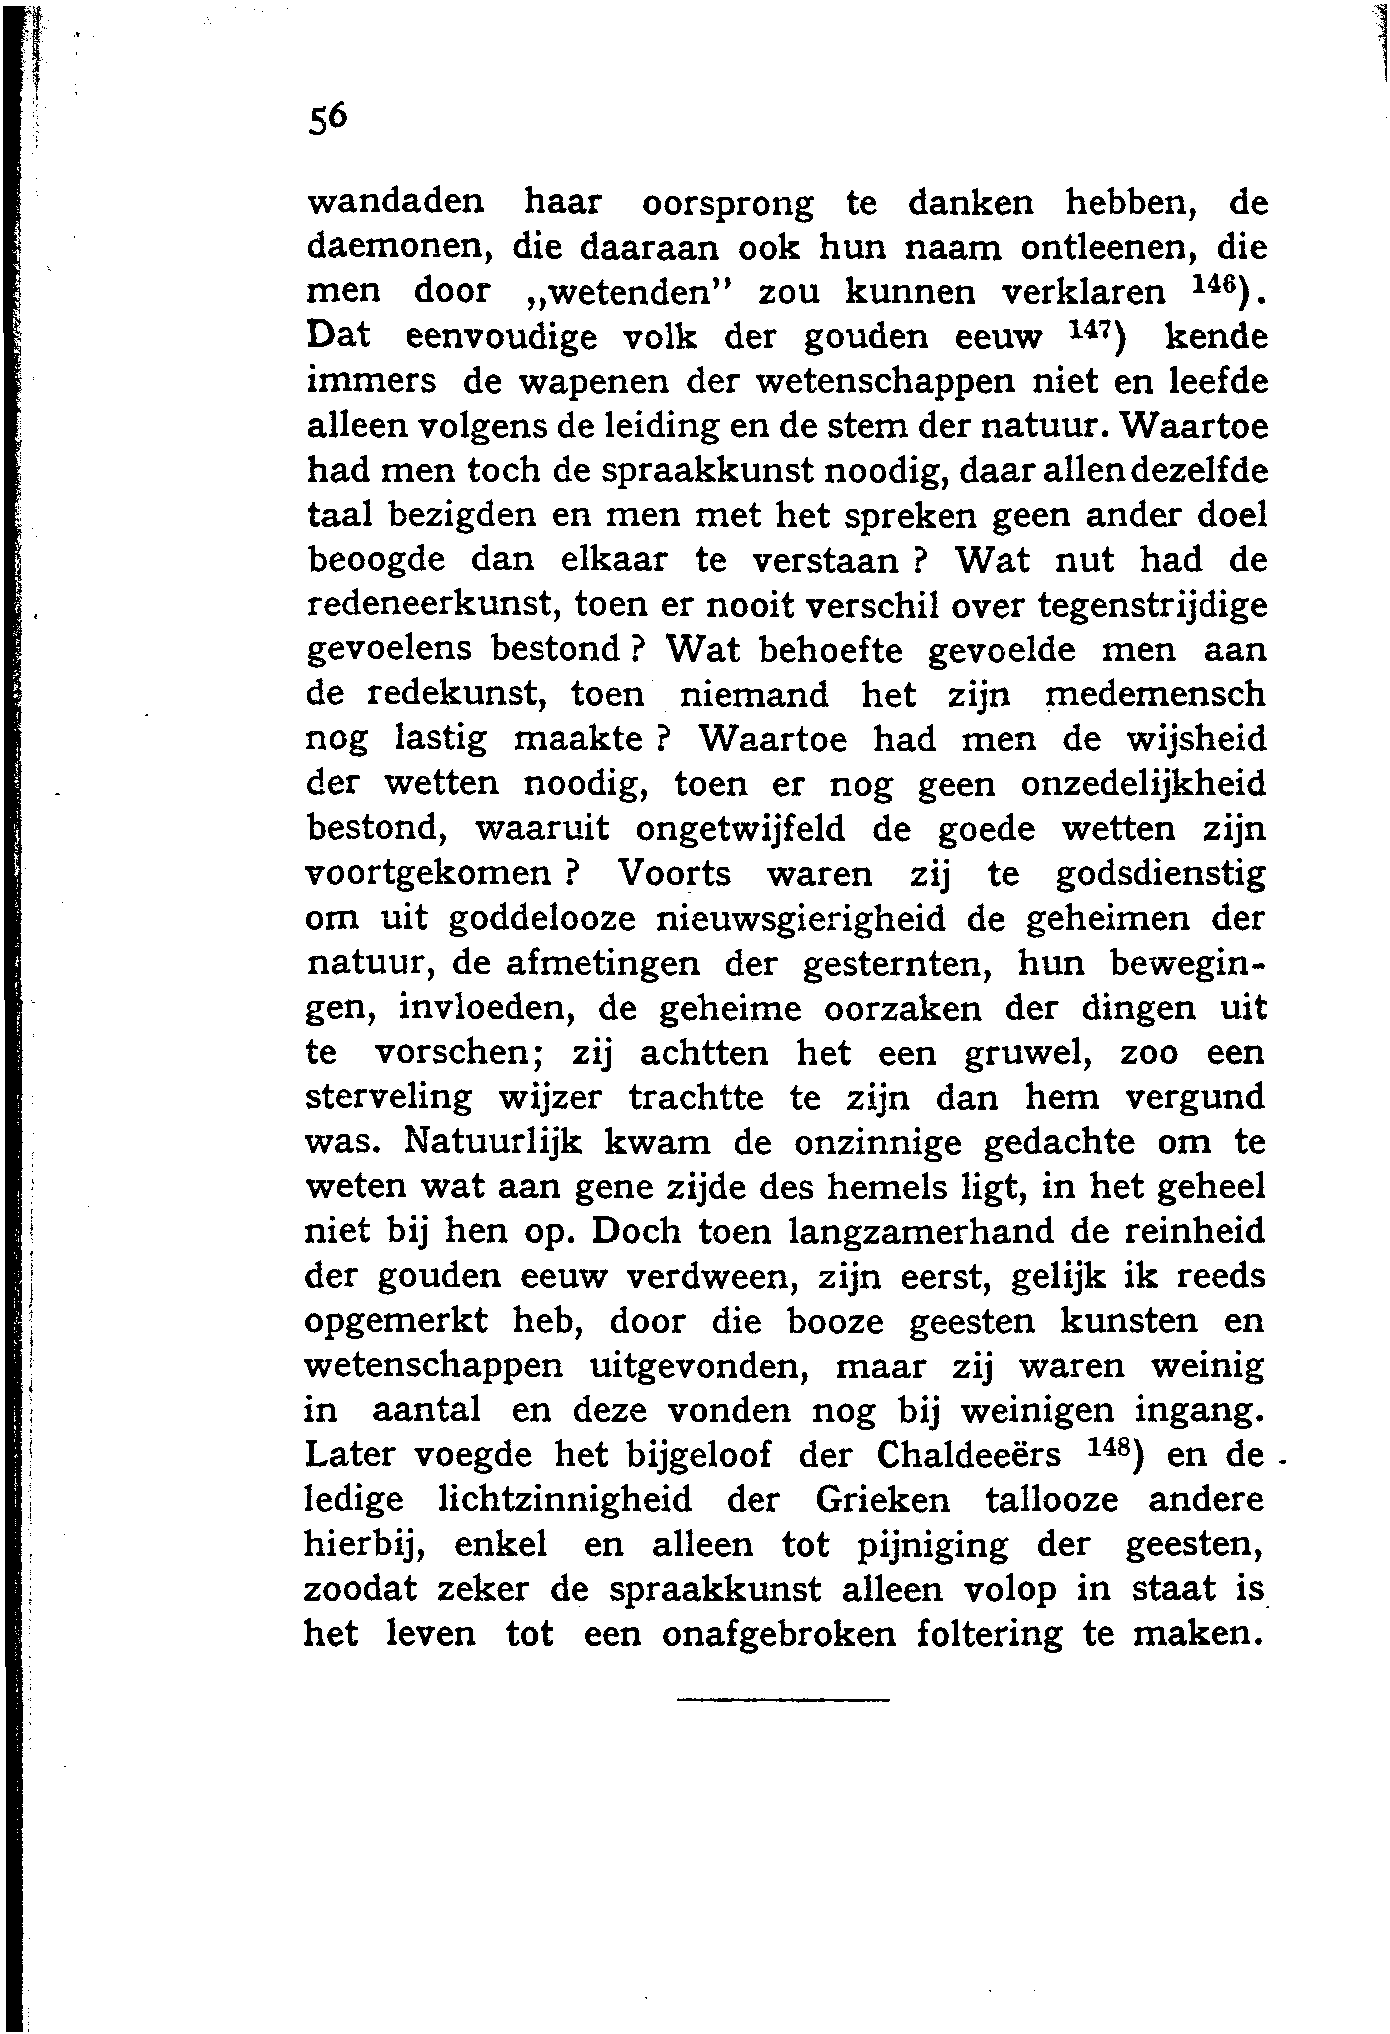 56
wandaden haar oorsprong te danken hebben, de
daemonen, die daaraan ook hun naam ontleenen, die
men door „wetenden” zou kunnen verklaren ¹⁴⁶).
Dat eenvoudige volk der gouden eeuw ¹⁴⁷) kende
immers de wapenen der wetenschappen niet en leefde
alleen volgens de leiding en de stem der natuur. Waartoe
had men toch de spraakkunst noodig, daar allen dezelfde
taal bezigden en men met het spreken geen ander doel
beoogde dan elkaar te verstaan? Wat nut had de
redeneerkunst, toen er nooit verschil over tegenstrijdige
gevoelens bestond? Wat behoefte gevoelde men aan
de redekunst, toen niemand het zijn medemensch
nog lastig maakte? Waartoe had men de wijsheid
der wetten noodig, toen er nog geen onzedelijkheid
bestond, waaruit ongetwijfeld de goede wetten zijn
voortgekomen? Voorts waren zij te godsdienstig
om uit goddelooze nieuwsgierigheid de geheimen der
natuur, de afmetingen der gesternten, hun bewegin-
gen, invloeden, de geheime oorzaken der dingen uit
te vorschen; zij achtten het een gruwel, zoo een
sterveling wijzer trachtte te zijn dan hem vergund
was. Natuurlijk kwam de onzinnige gedachte om te
weten wat aan gene zijde des hemels ligt, in het geheel
niet bij hen op. Doch toen langzamerhand de reinheid
der gouden eeuw verdween, zijn eerst, gelijk ik reeds
opgemerkt heb, door die booze geesten kunsten en
wetenschappen uitgevonden, maar zij waren weinig
in aantal en deze vonden nog bij weinigen ingang.
Later voegde het bijgeloof der Chaldeeërs ¹⁴⁸) en de
ledige lichtzinnigheid der Grieken tallooze andere
hierbij, enkel en alleen tot pijniging der geesten,
zoodat zeker de spraakkunst alleen volop in staat is
het leven tot een onafgebroken foltering te maken.